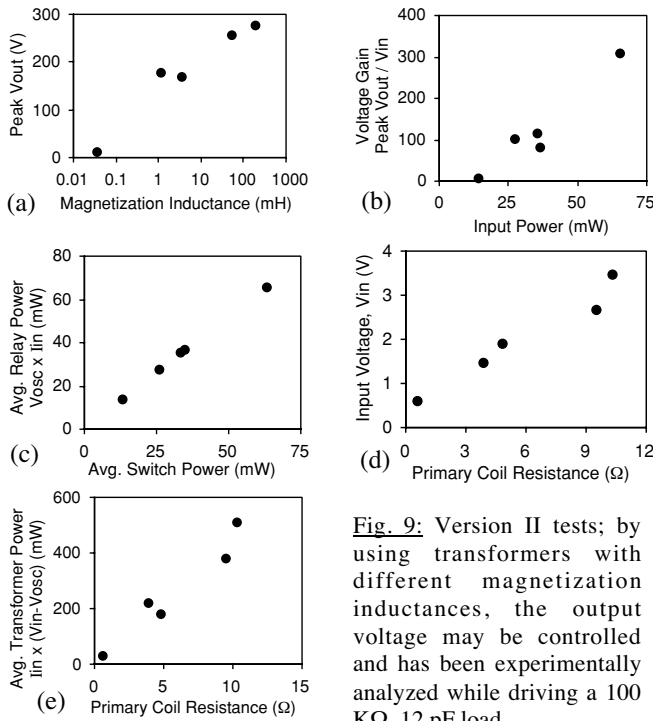 300
200
100
0
0.01 0.1 1 10 100 1000
Peak Vout (V)
Magnetization Inductance (mH)
(a)
400
300
200
100
0
0 25 50 75
Voltage Gain
Peak Vout / Vin
Input Power (mW)
(b)
80
60
40
20
0
0 25 50 75
Avg. Relay Power
Vosc x Iin (mW)
Avg. Switch Power (mW)
(c)
4
3
2
1
0
0 3 6 9 12
Input Voltage, Vin (V)
Primary Coil Resistance (Ω)
(d)
600
400
200
0
0 5 10 15
Avg. Transformer Power
Iin x (Vin-Vosc) (mW)
Primary Coil Resistance (Ω)
(e)
Fig. 9: Version II tests; by
using transformers with
different magnetization
inductances, the output
voltage may be controlled
and has been experimentally
analyzed while driving a 100
KΩ, 12 pF load